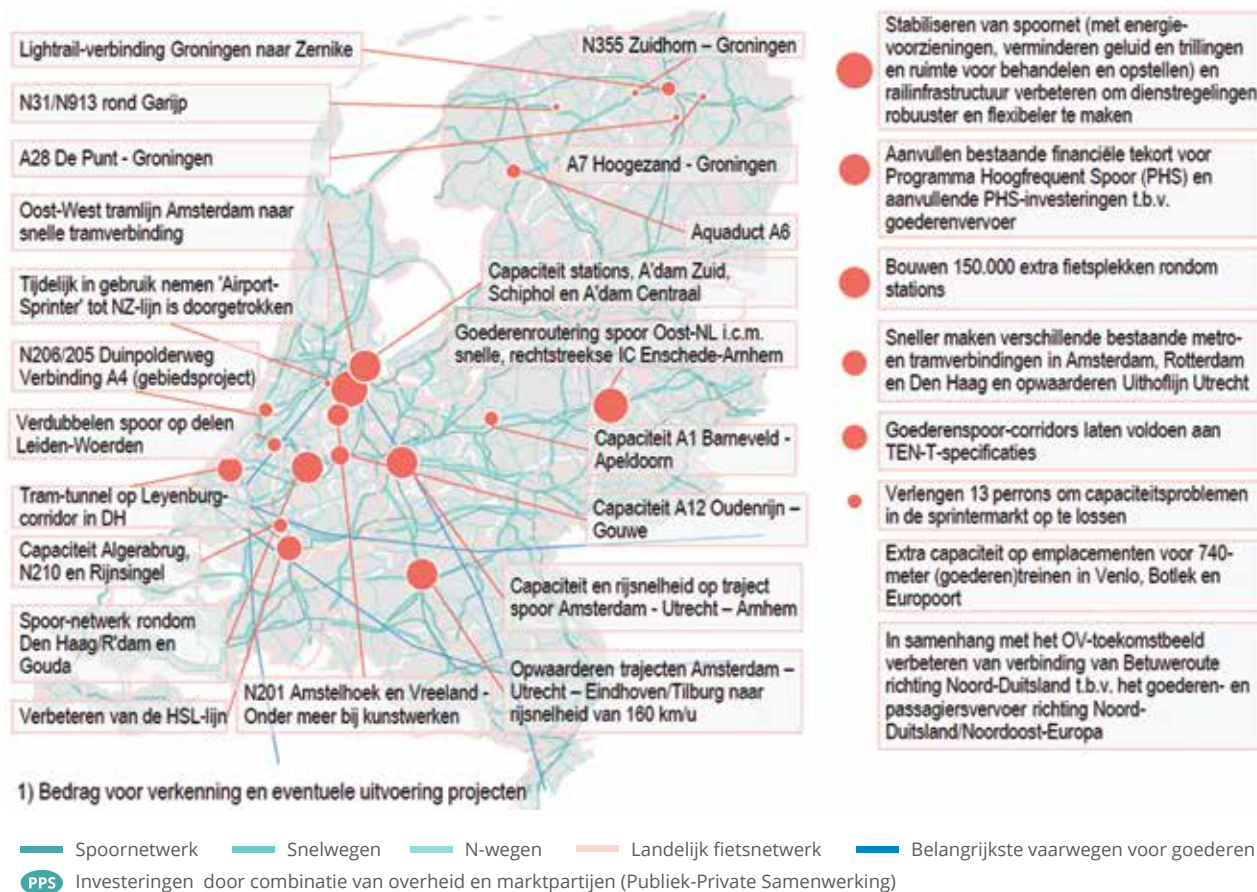 Lightrail-verbinding Groningen naar Zernike
N31/N913 rond Garijp
A28 De Punt - Groningen
Oost-West tramlijn Amsterdam naar
snelle tramverbinding
Tijdelijk in gebruik nemen 'Airport-
Sprinter' tot NZ-lijn is doorgetrokken
N206/205 Duinpolderweg
Verbinding A4 (gebiedsproject)
Verdubbelen spoor op delen
Leiden-Woerden
Tram-tunnel op Leyenburg-
corridor in DH
Capaciteit Algerabrug,
N210 en Rijnsingel
Spoor-netwerk rondom
Den Haag/R'dam en
Gouda
Verbeteren van de HSL-lijn
N201 Amstelhoek en Vreeland -
Onder meer bij kunstwerken
N355 Zuidhorn – Groningen
A7 Hoogezand - Groningen
Aquaduct A6
Capaciteit stations, A'dam Zuid,
Schiphol en A'dam Centraal
Goederenroutering spoor Oost-NL i.c.m.
snelle, rechtstreekse IC Enschede-Arnhem
Capaciteit A1 Barneveld -
Apeldoorn
Capaciteit A12 Oudenrijn –
Gouwe
Capaciteit en rijsnelheid op traject
spoor Amsterdam - Utrecht – Arnhem
Opwaarderen trajecten Amsterdam –
Utrecht – Eindhoven/Tilburg naar
rijsnelheid van 160 km/u
Stabiliseren van spoornet (met energie-
voorzieningen, verminderen geluid en trillingen
en ruimte voor behandelen en opstellen) en
railinfrastructuur verbeteren om dienstregelingen
robuuster en flexibeler te maken
Aanvullen bestaande financiële tekort voor
Programma Hoogfrequent Spoor (PHS) en
aanvullende PHS-investeringen t.b.v.
goederenvervoer
Bouwen 150.000 extra fietsplekken rondom
stations
Sneller maken verschillende bestaande metro-
en tramverbindingen in Amsterdam, Rotterdam
en Den Haag en opwaarderen Uithoflijn Utrecht
Goederenspoor-corridors laten voldoen aan
TEN-T-specificaties
Verlengen 13 perrons om capaciteitsproblemen
in de sprintermarkt op te lossen
Extra capaciteit op emplacementen voor 740-
meter (goederen)treinen in Venlo, Botlek en
Europoort
In samenhang met het OV-toekomstbeeld
verbeteren van verbinding van Betuweroute
richting Noord-Duitsland t.b.v. het goederen- en
passagiersvervoer richting Noord-
Duitsland/Noordoost-Europa
1) Bedrag voor verkenning en eventuele uitvoering projecten
Spoornetwerk Snelwegen N-wegen Landelijk fietsnetwerk Belangrijkste vaarwegen voor goederen
PPS Investeringen door combinatie van overheid en marktpartijen (Publiek-Private Samenwerking)